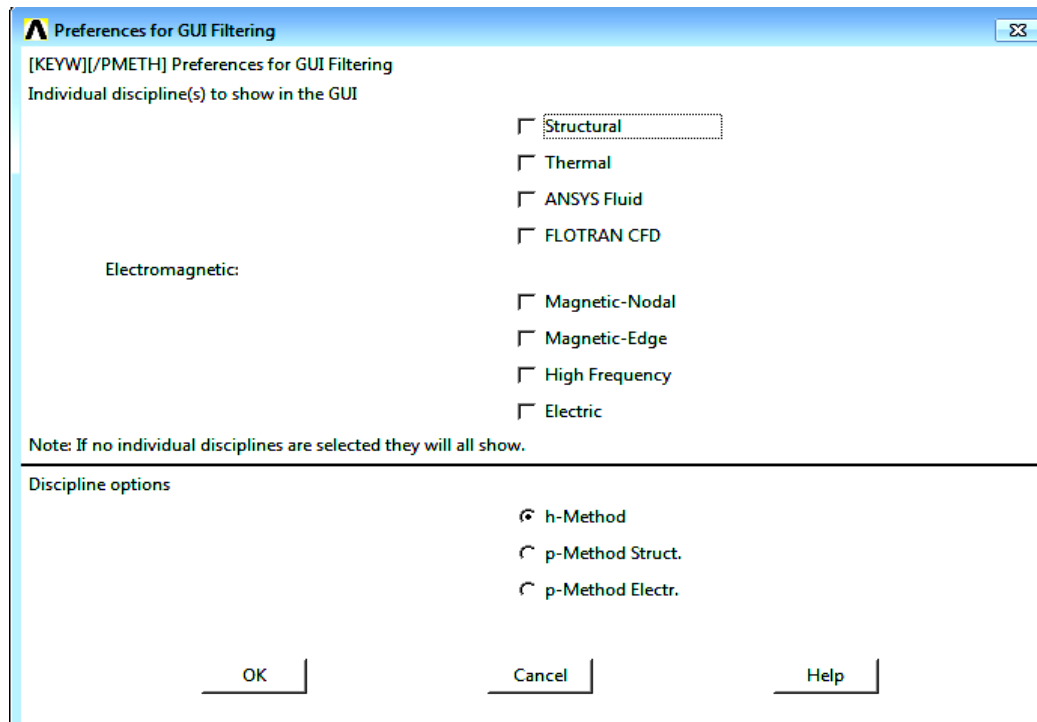 Preferences for GUI Filtering
[KEYW][/PMETH] Preferences for GUI Filtering
Individual discipline(s) to show in the GUI
Structural
Thermal
ANSYS Fluid
FLOTRAN CFD
Electromagnetic:
Magnetic-Nodal
Magnetic-Edge
High Frequency
Electric
Note: If no individual disciplines are selected they will all show.
Discipline options
h-Method
p-Method Struct.
p-Method Electr.
OK Cancel Help